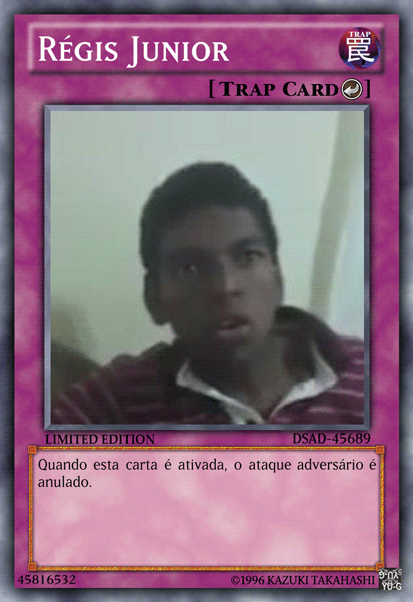 RÉGIS JUNIOR
TRAP
罠
[ TRAP CARD ]
LIMITED EDITION
DSAD-45689
Quando esta carta é ativada, o ataque adversário é
anulado.
45816532
©1996 KAZUKI TAKAHASHI